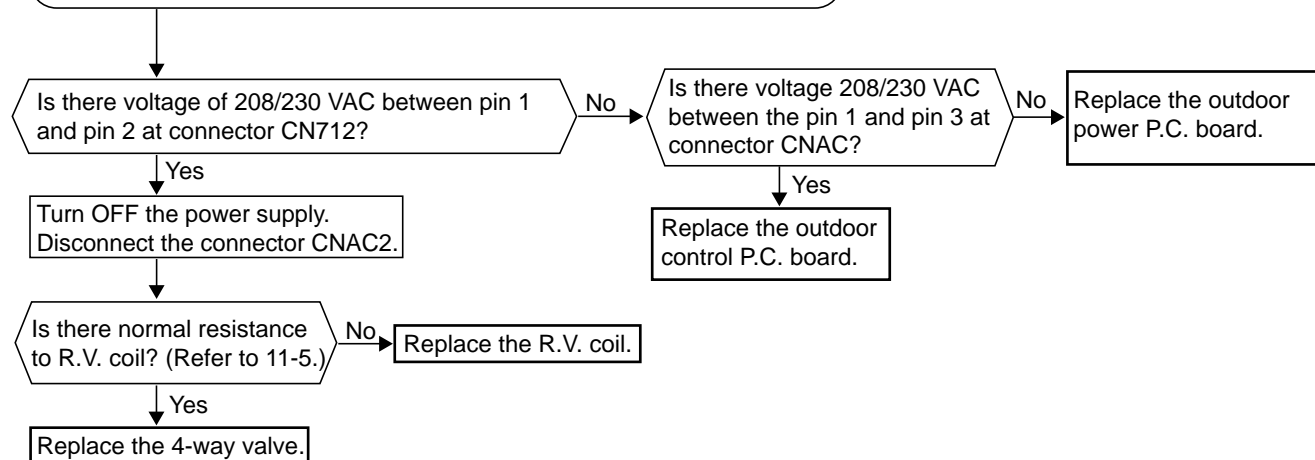 Is there voltage of 208/230 VAC between pin 1
and pin 2 at connector CN712?
No
Is there voltage 208/230 VAC
between the pin 1 and pin 3 at
connector CNAC?
No
Replace the outdoor
power P.C. board.
Yes
Turn OFF the power supply.
Disconnect the connector CNAC2.
Yes
Replace the outdoor
control P.C. board.
Is there normal resistance
to R.V. coil? (Refer to 11-5.)
No
Replace the R.V. coil.
Yes
Replace the 4-way valve.